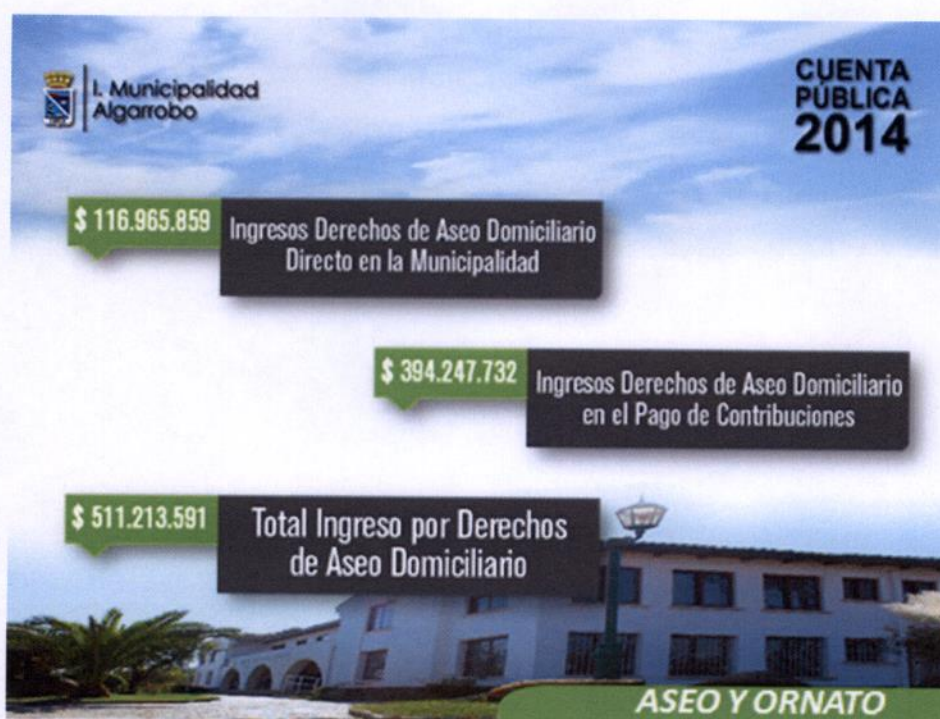 I. Municipalidad
Algarrobo
CUENTA
PÚBLICA
2014
$ 116.965.859
Ingresos Derechos de Aseo Domiciliario
Directo en la Municipalidad
$ 394.247.732
Ingresos Derechos de Aseo Domiciliario
en el Pago de Contribuciones
$ 511.213.591
Total Ingreso por Derechos
de Aseo Domiciliario
ASEO Y ORNATO